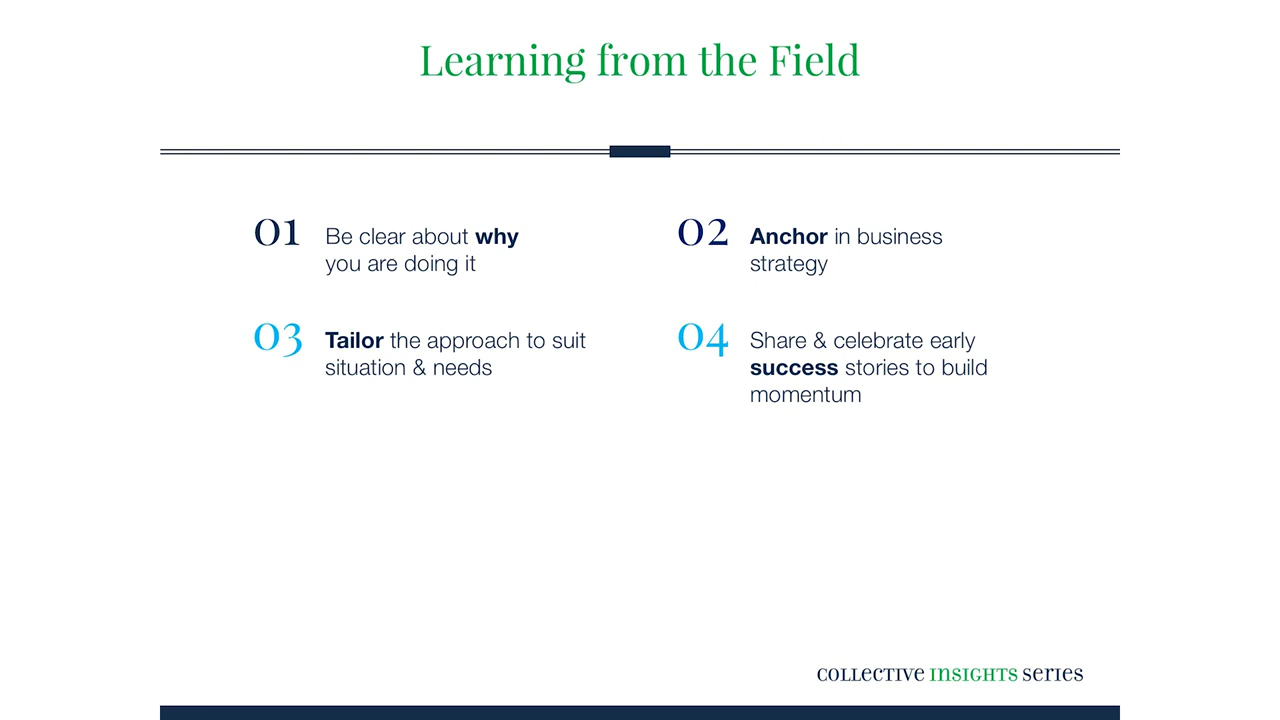 Learning from the Field
01
Be clear about why
you are doing it
02
Anchor in business
strategy
03
Tailor the approach to suit
situation & needs
04
Share & celebrate early
success stories to build
momentum
COLLECTIVE INSIGHTS SERIES